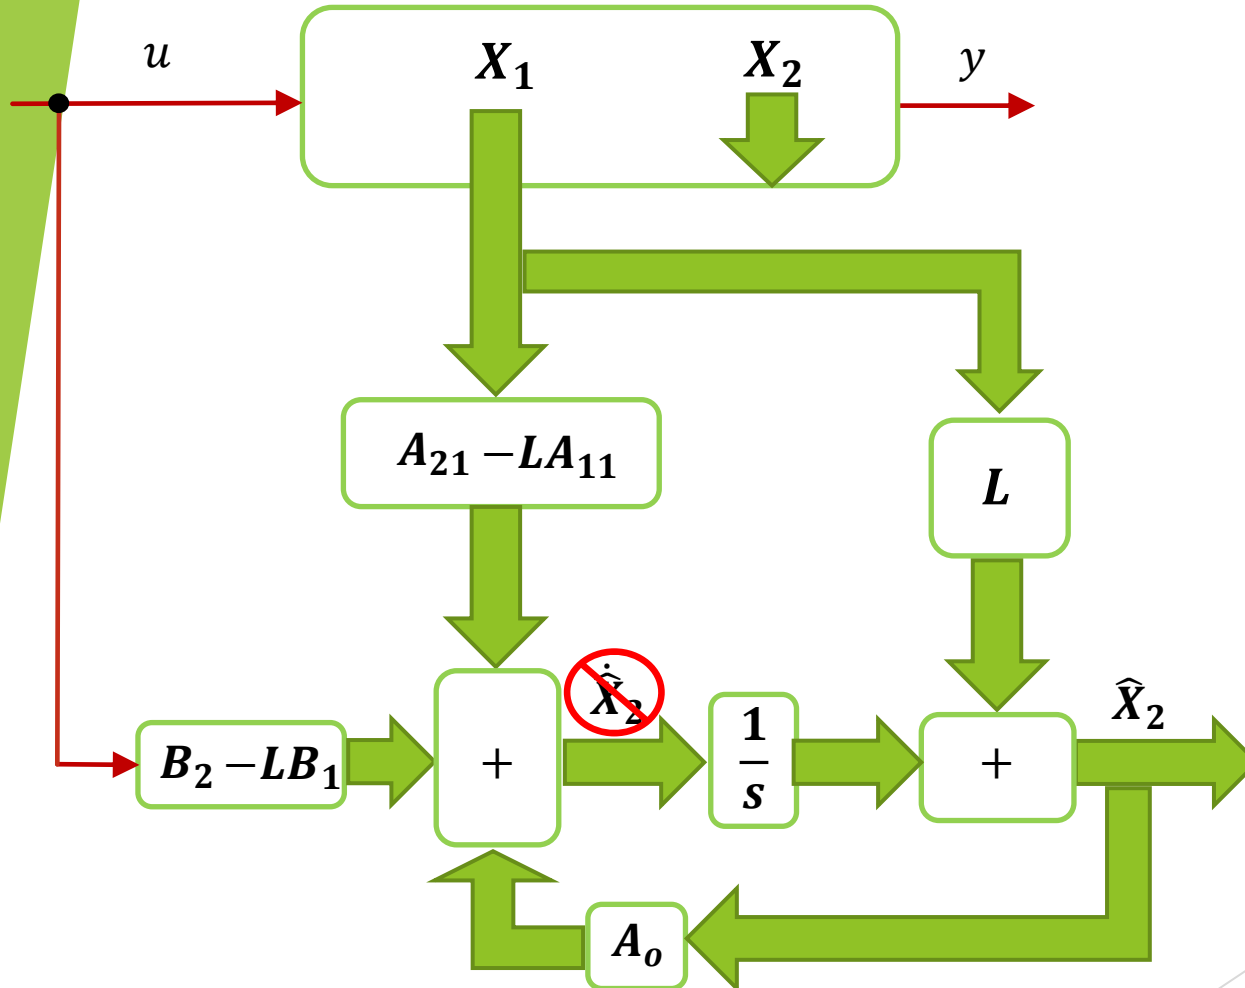 u
X₁
X₂
y
A₂₁ −LA₁₁
L
X̂̇₂
B₂ −LB₁
+
1
s
+
X̂₂
Aₒ